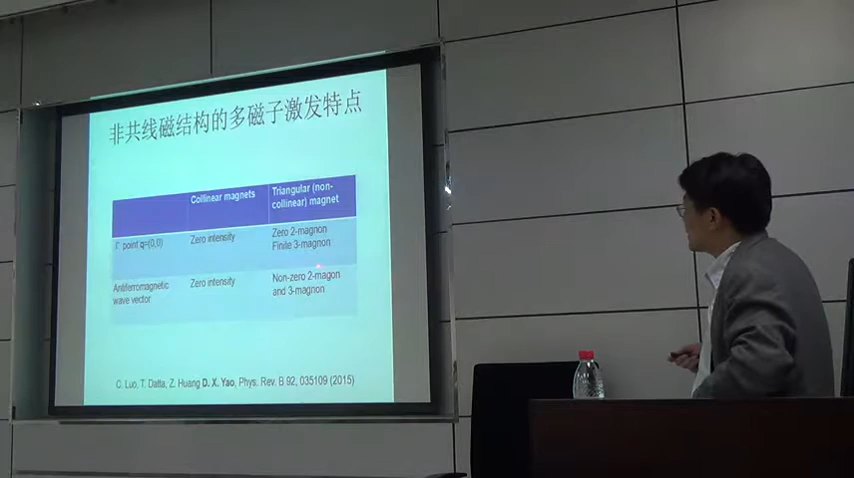 非共线磁结构的多磁子激发特点
Collinear magnets
Triangular (non-
collinear) magnet
Γ point q=(0,0)
Zero intensity
Zero 2-magnon
Finite 3-magnon
Antiferromagnetic
wave vector
Zero intensity
Non-zero 2-magon
and 3-magnon
C. Luo, T. Datta, Z. Huang D. X. Yao, Phys. Rev. B 92, 035109 (2015)